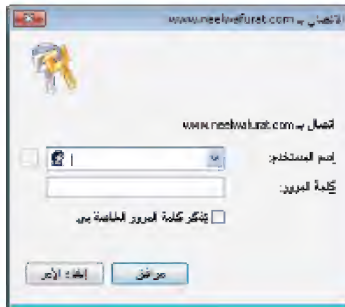 الاتصال بـ www.neelwafurat.com
اتصال بـ www.neelwafurat.com
اسم المستخدم:
كلمة المرور:
تذكر كلمة المرور الخاصة بي
موافق
إلغاء الأمر